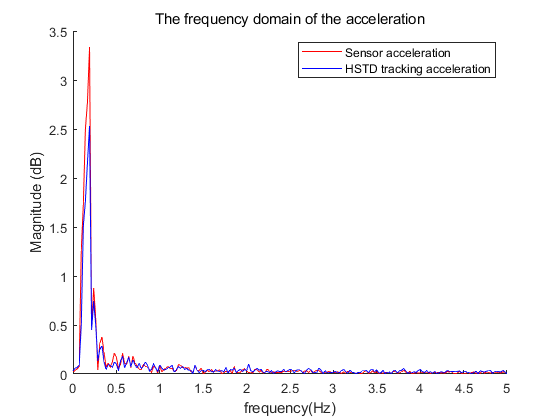 The frequency domain of the acceleration
Sensor acceleration
HSTD tracking acceleration
Magnitude (dB)
3.5
3
2.5
2
1.5
1
0.5
0
0 0.5 1 1.5 2 2.5 3 3.5 4 4.5 5
frequency(Hz)